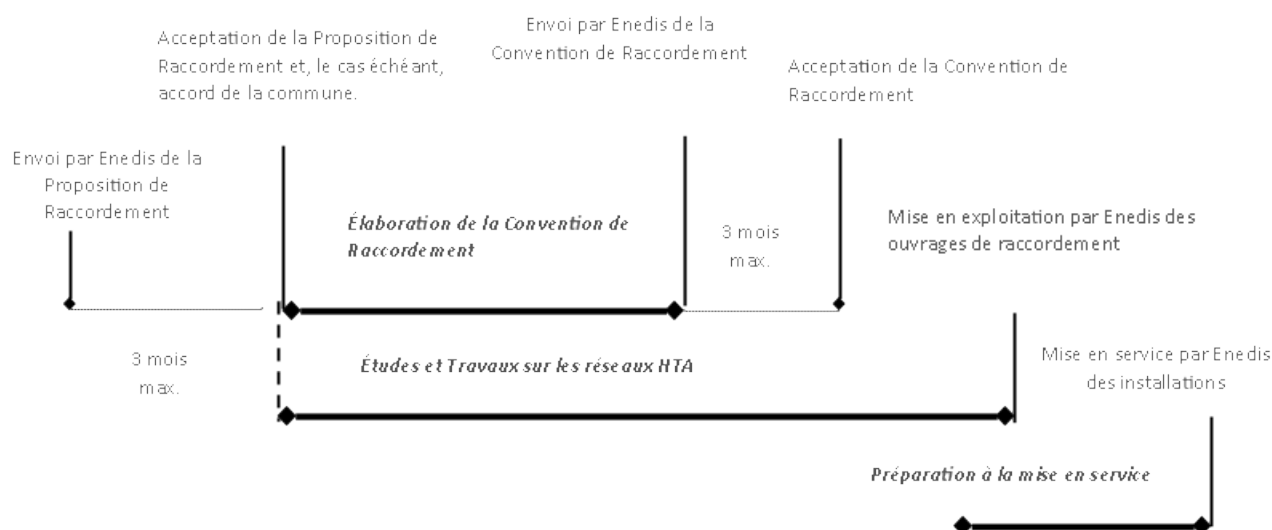 Envoi par Enedis de la
Convention de Raccordement
Acceptation de la Proposition de
Raccordement et, le cas échéant,
accord de la commune.
Acceptation de la Convention de
Raccordement
Envoi par Enedis de la
Proposition de
Raccordement
Élaboration de la Convention de
Raccordement
3 mois
max.
Mise en exploitation par Enedis des
ouvrages de raccordement
3 mois
max.
Études et Travaux sur les réseaux HTA
Mise en service par Enedis
des installations
Préparation à la mise en service